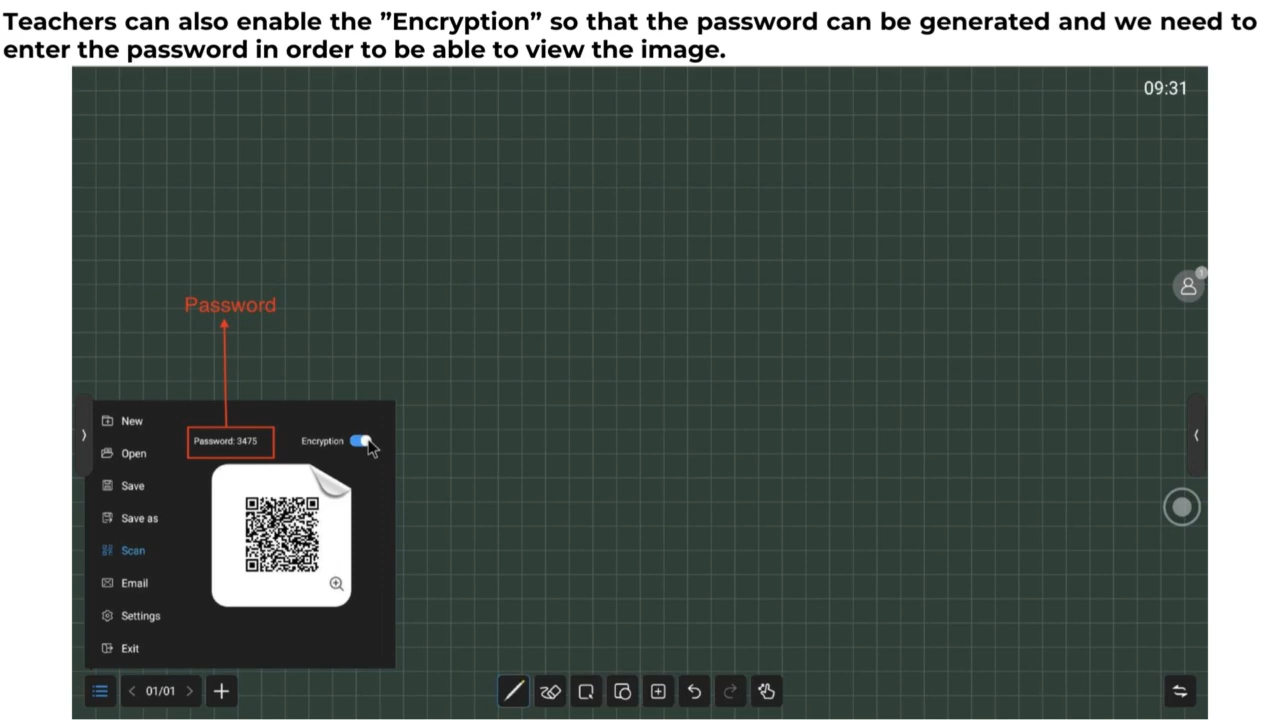 Teachers can also enable the ”Encryption” so that the password can be generated and we need to
enter the password in order to be able to view the image.
09:31
1
Password
New
Password: 3475
Encryption
Open
Save
Save as
Scan
Email
Settings
Exit
01/01